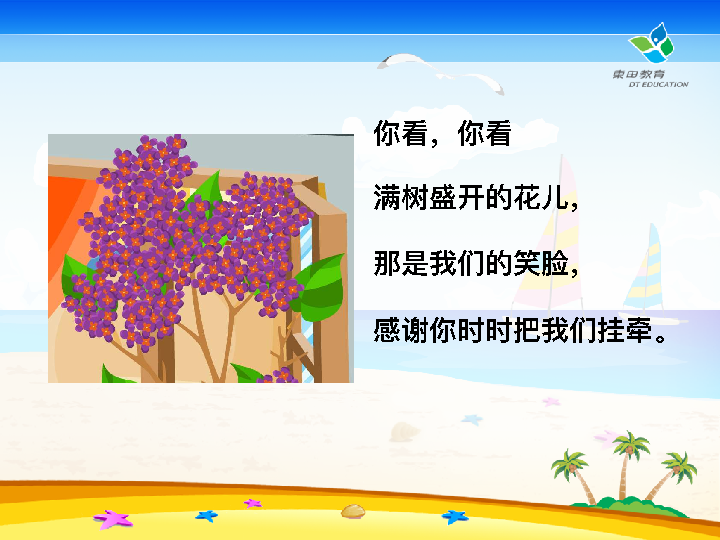 東田教育
DT EDUCATION
你看，你看
满树盛开的花儿，
那是我们的笑脸，
感谢你时时把我们挂牵。